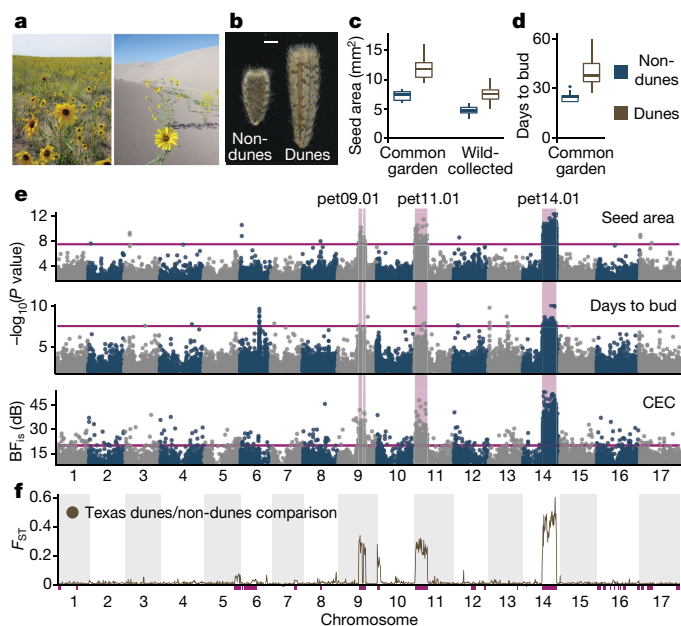 a
b
c
d
Non-
dunes
Dunes
Seed area (mm²)
15
10
5
0
Common
garden
Wild-
collected
Days to bud
60
30
0
Common
garden
Non-
dunes
Dunes
e
pet09.01
pet11.01
pet14.01
–log₁₀(P value)
12
8
4
Seed area
10
5
Days to bud
BFis (dB)
45
30
15
CEC
1 2 3 4 5 6 7 8 9 10 11 12 13 14 15 16 17
f
FST
0.6
0.4
0.2
0
Texas dunes/non-dunes comparison
1 2 3 4 5 6 7 8 9 10 11 12 13 14 15 16 17
Chromosome